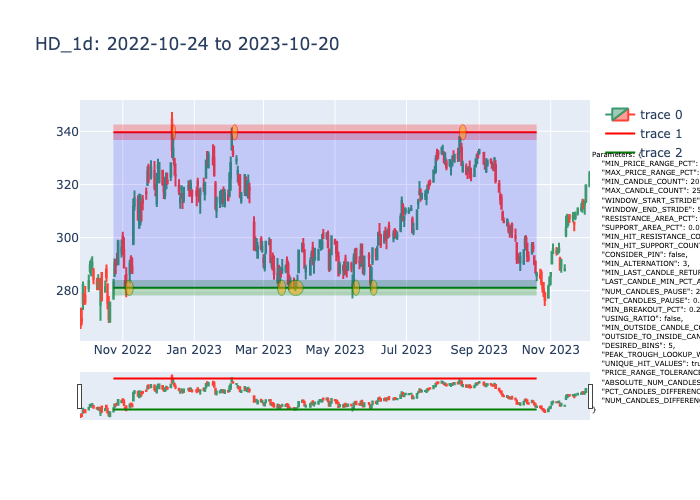 HD_1d: 2022-10-24 to 2023-10-20
340
320
300
280
Nov 2022
Jan 2023
Mar 2023
May 2023
Jul 2023
Sep 2023
Nov 2023
trace 0
trace 1
trace 2
Parameters: {
"MIN_PRICE_RANGE_PCT":
"MAX_PRICE_RANGE_PCT":
"MIN_CANDLE_COUNT": 20
"MAX_CANDLE_COUNT": 25
"WINDOW_START_STRIDE"
"WINDOW_END_STRIDE": 5
"RESISTANCE_AREA_PCT":
"SUPPORT_AREA_PCT": 0.0
"MIN_HIT_RESISTANCE_CO
"MIN_HIT_SUPPORT_COUN
"CONSIDER_PIN": false,
"MIN_ALTERNATION": 3,
"MIN_LAST_CANDLE_RETUR
"LAST_CANDLE_MIN_PCT_A
"NUM_CANDLES_PAUSE": 2
"PCT_CANDLES_PAUSE": 0.
"MIN_BREAKOUT_PCT": 0.2
"USING_RATIO": false,
"MIN_OUTSIDE_CANDLE_CO
"OUTSIDE_TO_INSIDE_CAN
"DESIRED_BINS": 5,
"PEAK_TROUGH_LOOKUP_W
"UNIQUE_HIT_VALUES": tru
"PRICE_RANGE_TOLERANC
"ABSOLUTE_NUM_CANDLES
"PCT_CANDLES_DIFFERENC
"NUM_CANDLES_DIFFEREN
}